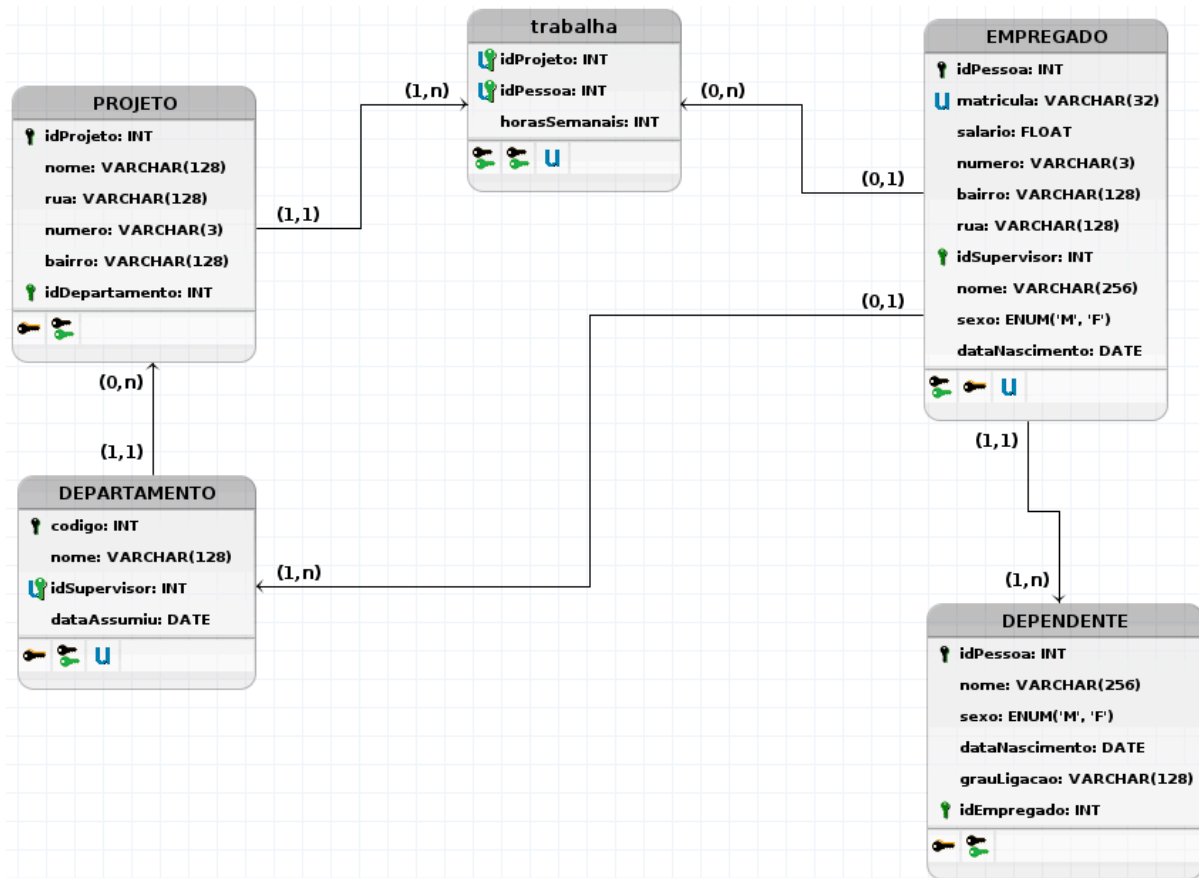 trabalha
idProjeto: INT
idPessoa: INT
horasSemanais: INT
U
EMPREGADO
idPessoa: INT
U matricula: VARCHAR(32)
salario: FLOAT
numero: VARCHAR(3)
bairro: VARCHAR(128)
rua: VARCHAR(128)
idSupervisor: INT
nome: VARCHAR(256)
sexo: ENUM('M', 'F')
dataNascimento: DATE
U
PROJETO
idProjeto: INT
nome: VARCHAR(128)
rua: VARCHAR(128)
numero: VARCHAR(3)
bairro: VARCHAR(128)
idDepartamento: INT
(1,n)
(0,n)
(1,1)
(0,1)
(0,1)
(0,n)
(1,1)
(1,n)
(1,1)
(1,n)
DEPARTAMENTO
codigo: INT
nome: VARCHAR(128)
idSupervisor: INT
dataAssumiu: DATE
U
DEPENDENTE
idPessoa: INT
nome: VARCHAR(256)
sexo: ENUM('M', 'F')
dataNascimento: DATE
grauLigacao: VARCHAR(128)
idEmpregado: INT